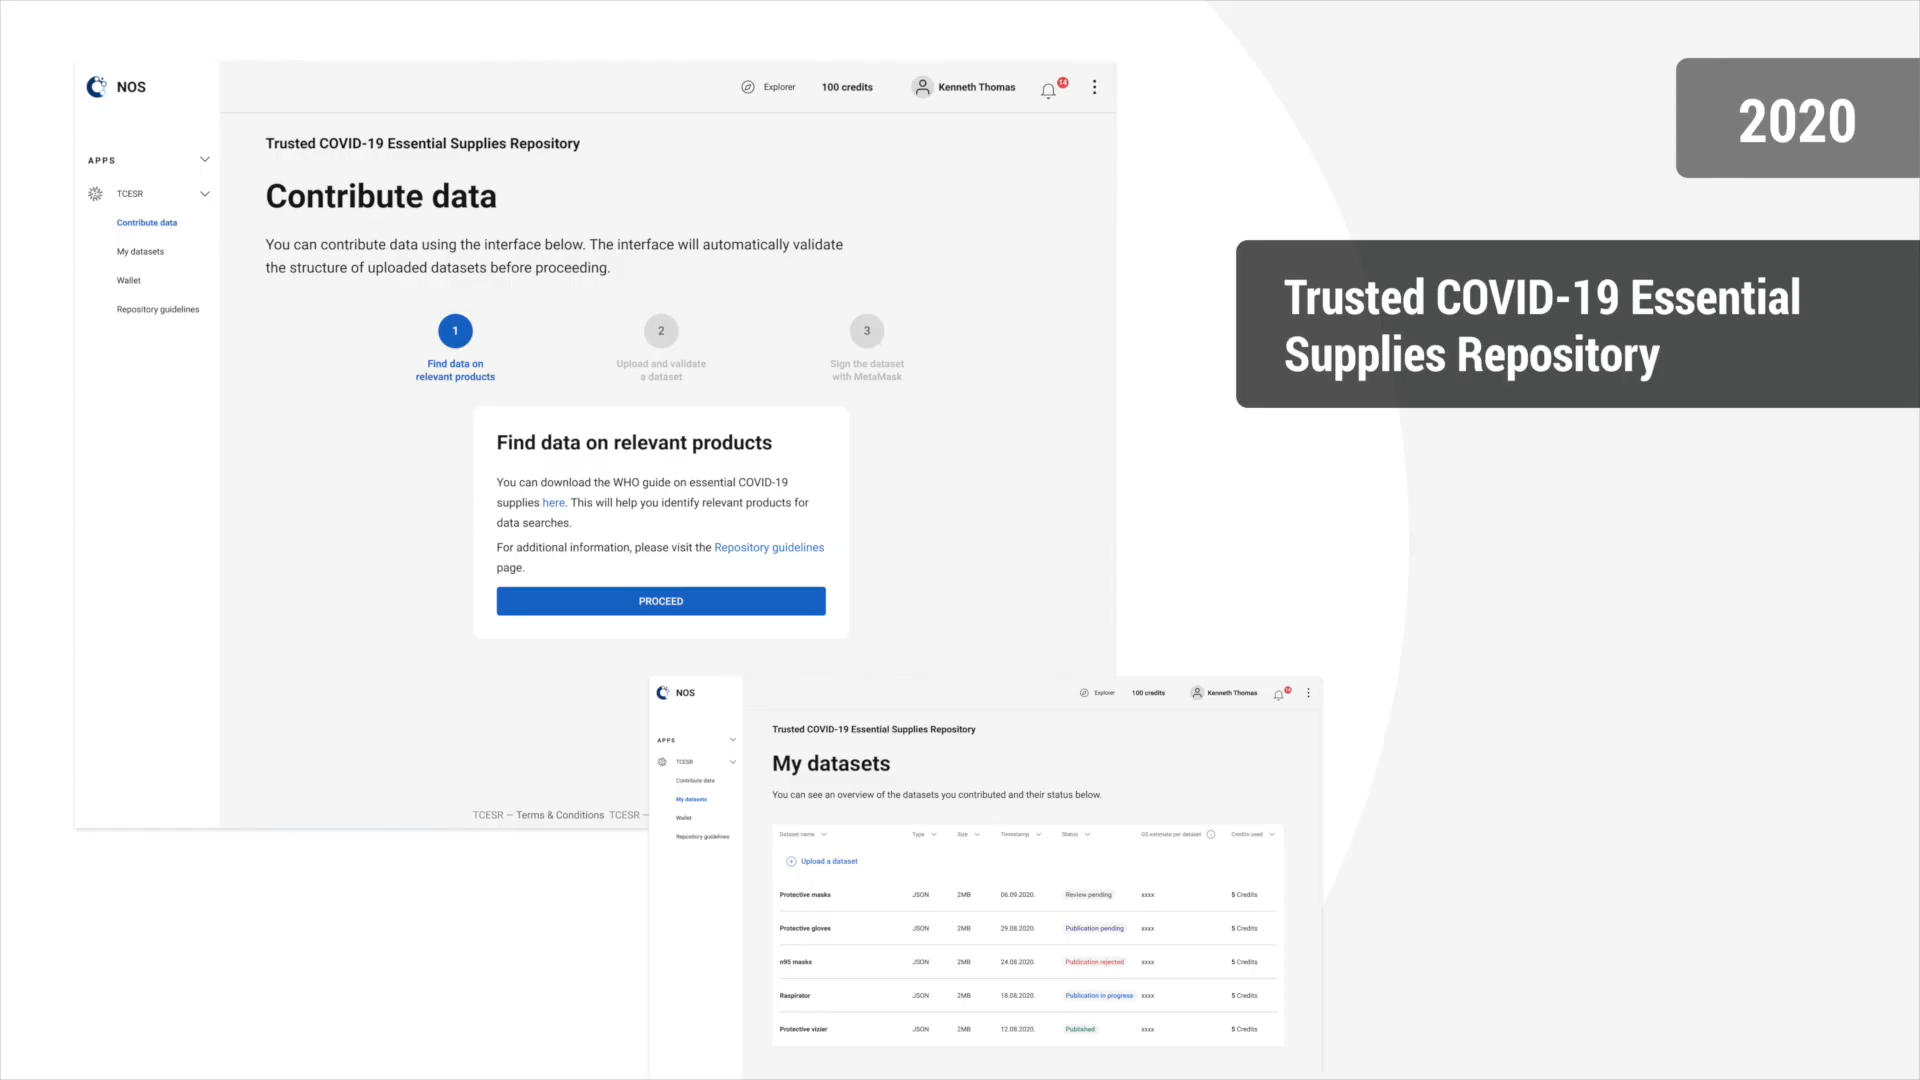 NOS
Explorer
100 credits
Kenneth Thomas
14
APPS
TCESR
Contribute data
My datasets
Wallet
Repository guidelines
Trusted COVID-19 Essential Supplies Repository
Contribute data
You can contribute data using the interface below. The interface will automatically validate
the structure of uploaded datasets before proceeding.
1
Find data on
relevant products
2
Upload and validate
a dataset
3
Sign the dataset
with MetaMask
Find data on relevant products
You can download the WHO guide on essential COVID-19
supplies here. This will help you identify relevant products for
data searches.
For additional information, please visit the Repository guidelines
page.
PROCEED
TCESR — Terms & Conditions TCESR —
2020
Trusted COVID-19 Essential
Supplies Repository
NOS
Explorer
100 credits
Kenneth Thomas
14
APPS
TCESR
Contribute data
My datasets
Wallet
Repository guidelines
Trusted COVID-19 Essential Supplies Repository
My datasets
You can see an overview of the datasets you contributed and their status below.
Dataset name Type Size Timestamp Status GS estimate per dataset Credits used
Upload a dataset
Protective masks JSON 2MB 06.09.2020. Review pending xxxx 5 Credits
Protective gloves JSON 2MB 29.08.2020. Publication pending xxxx 5 Credits
n95 masks JSON 2MB 24.08.2020. Publication rejected xxxx 5 Credits
Raspirator JSON 2MB 18.08.2020. Publication in progress xxxx 5 Credits
Protective vizier JSON 2MB 12.08.2020. Published xxxx 5 Credits